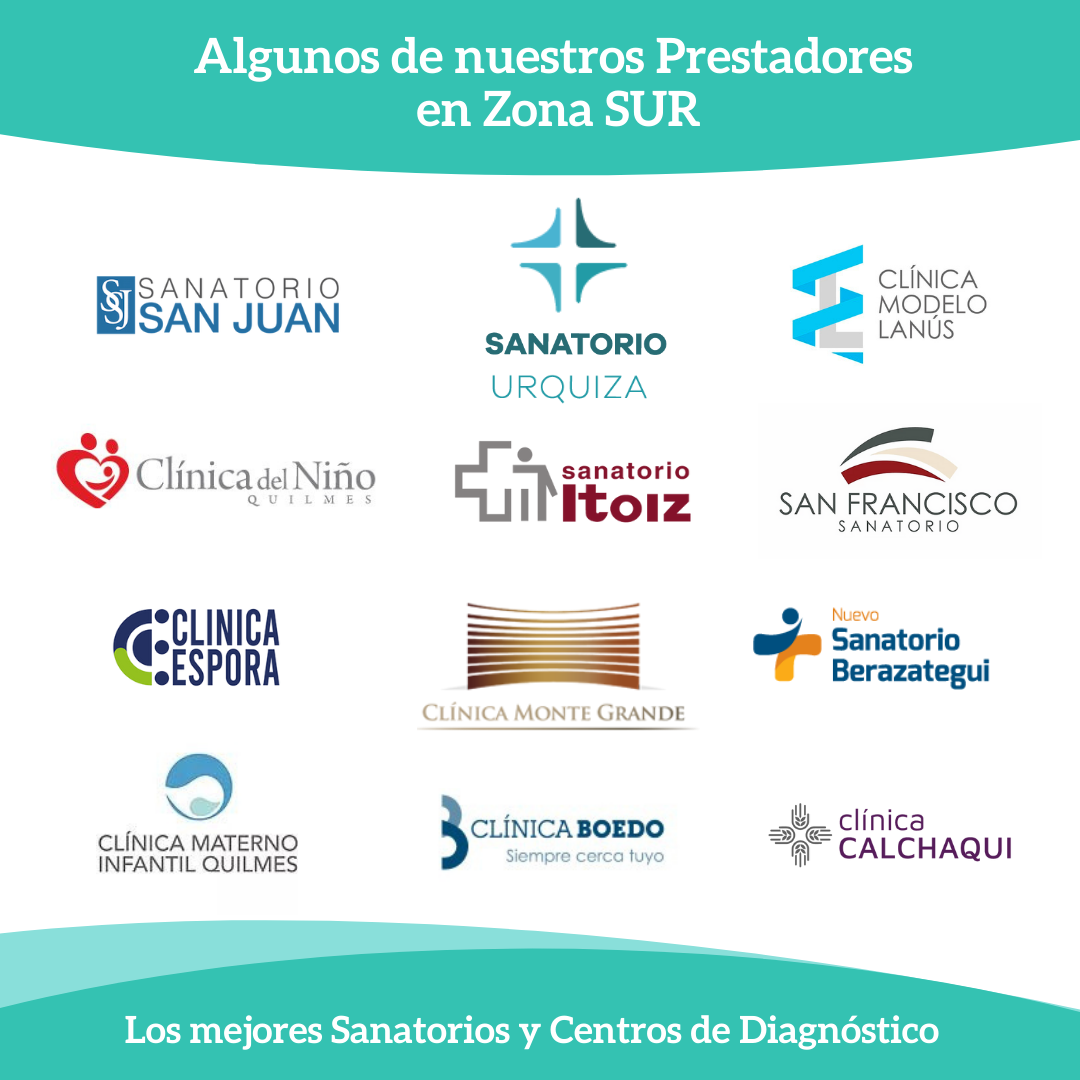 Algunos de nuestros Prestadores
en Zona SUR
SSJ
SANATORIO
SAN JUAN
SANATORIO
URQUIZA
CLÍNICA
MODELO
LANÚS
Clínica del Niño
QUILMES
sanatorio
Itoiz
SAN FRANCISCO
SANATORIO
CLINICA
ESPORA
CLÍNICA MONTE GRANDE
Nuevo
Sanatorio
Berazategui
CLÍNICA MATERNO
INFANTIL QUILMES
CLÍNICA BOEDO
Siempre cerca tuyo
clínica
CALCHAQUI
Los mejores Sanatorios y Centros de Diagnóstico